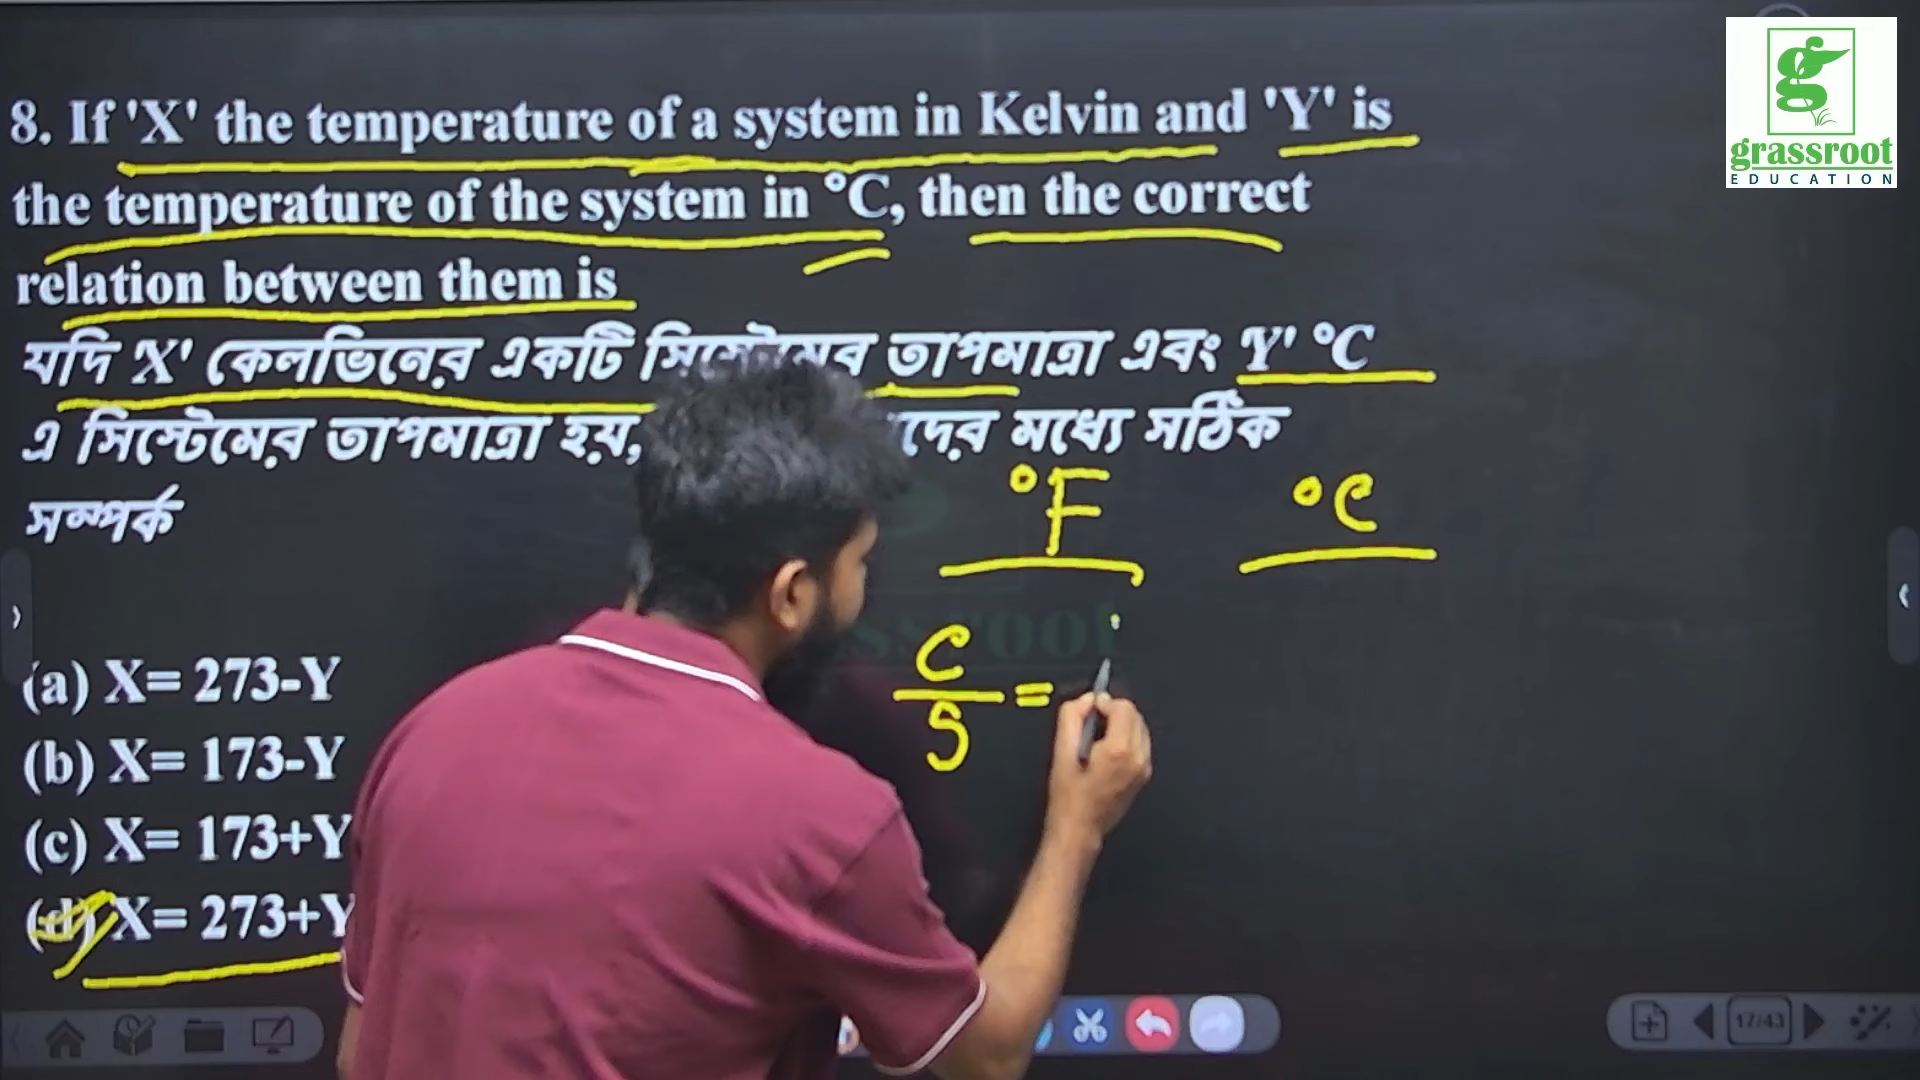 8. If 'X' the temperature of a system in Kelvin and 'Y' is
the temperature of the system in °C, then the correct
relation between them is
যদি 'X' কেলভিনের একটি সিস্টেমের তাপমাত্রা এবং 'Y' °C
এ সিস্টেমের তাপমাত্রা হয়, দের মধ্যে সঠিক
সম্পর্ক
°F °C
C/5 =
(a) X= 273-Y
(b) X= 173-Y
(c) X= 173+Y
(d) X= 273+Y
grassroot
EDUCATION
17/43